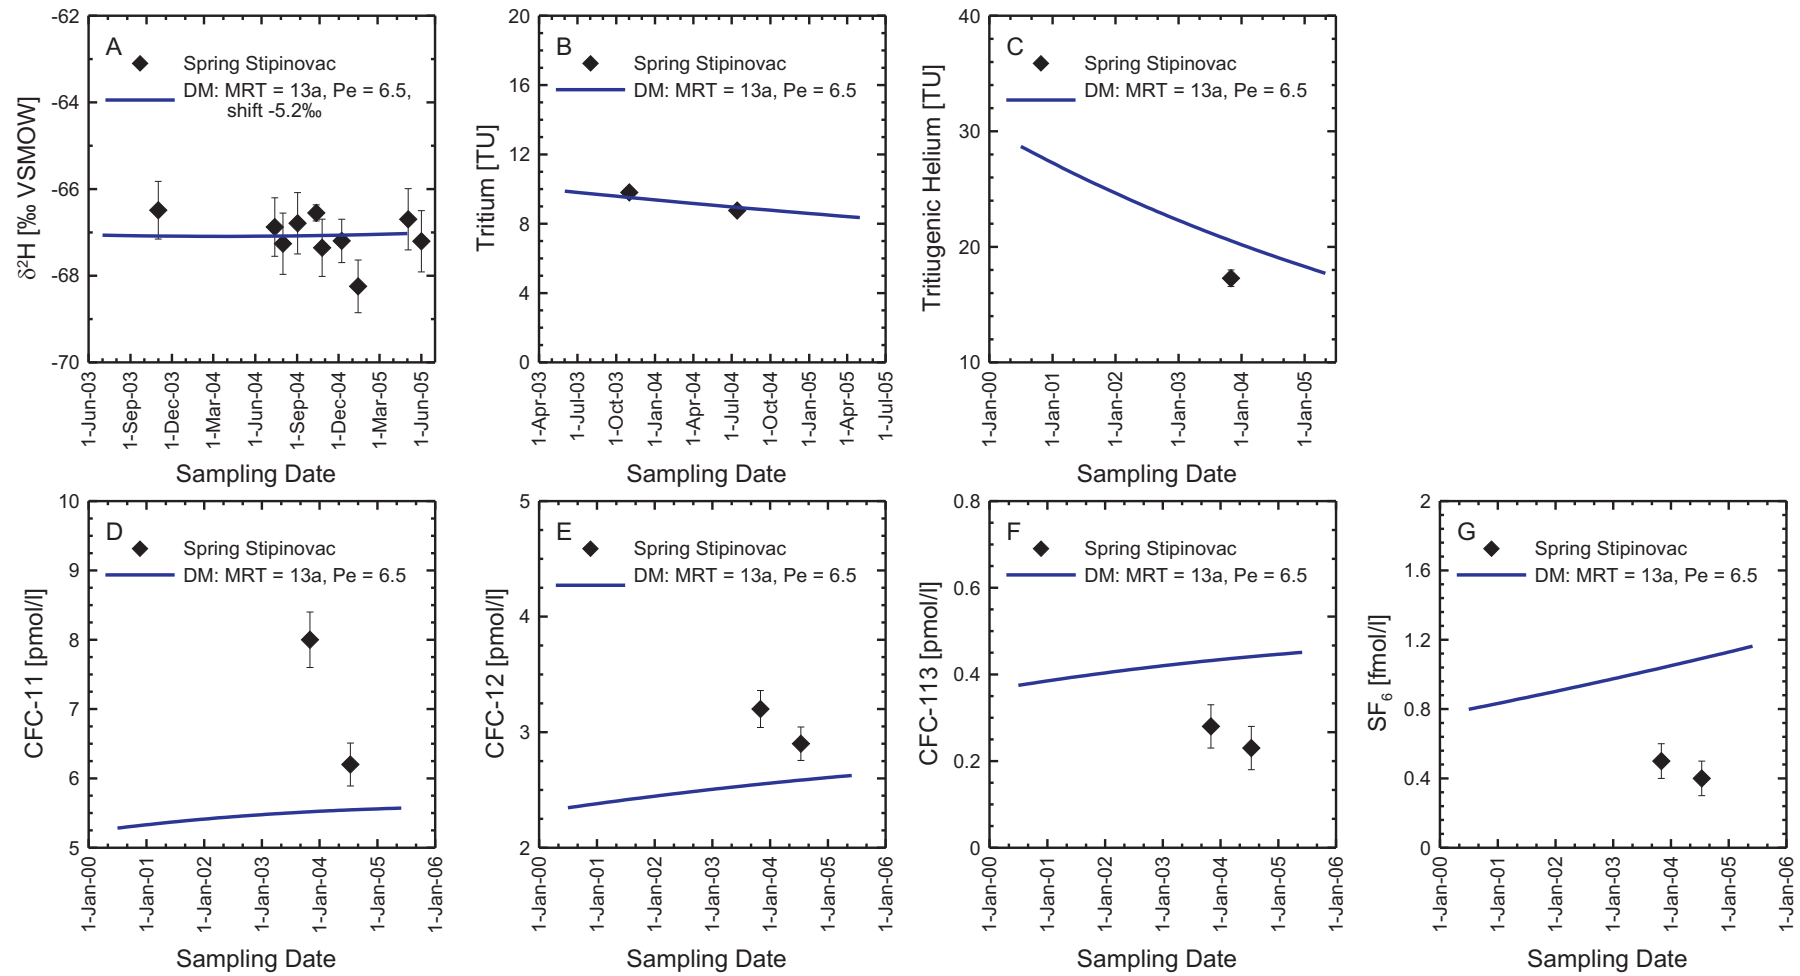 A
Spring Stipinovac
DM: MRT = 13a, Pe = 6.5,
shift -5.2‰
δ²H [‰ VSMOW]
-62
-64
-66
-68
-70
1-Jun-03
1-Sep-03
1-Dec-03
1-Mar-04
1-Jun-04
1-Sep-04
1-Dec-04
1-Mar-05
1-Jun-05
Sampling Date
B
Spring Stipinovac
DM: MRT = 13a, Pe = 6.5
Tritium [TU]
20
16
12
8
4
0
1-Apr-03
1-Jul-03
1-Oct-03
1-Jan-04
1-Apr-04
1-Jul-04
1-Oct-04
1-Jan-05
1-Apr-05
1-Jul-05
Sampling Date
C
Spring Stipinovac
DM: MRT = 13a, Pe = 6.5
Tritiugenic Helium [TU]
40
30
20
10
1-Jan-00
1-Jan-01
1-Jan-02
1-Jan-03
1-Jan-04
1-Jan-05
Sampling Date
D
Spring Stipinovac
DM: MRT = 13a, Pe = 6.5
CFC-11 [pmol/l]
10
9
8
7
6
5
1-Jan-00
1-Jan-01
1-Jan-02
1-Jan-03
1-Jan-04
1-Jan-05
1-Jan-06
Sampling Date
E
Spring Stipinovac
DM: MRT = 13a, Pe = 6.5
CFC-12 [pmol/l]
5
4
3
2
1-Jan-00
1-Jan-01
1-Jan-02
1-Jan-03
1-Jan-04
1-Jan-05
1-Jan-06
Sampling Date
F
Spring Stipinovac
DM: MRT = 13a, Pe = 6.5
CFC-113 [pmol/l]
0.8
0.6
0.4
0.2
0
1-Jan-00
1-Jan-01
1-Jan-02
1-Jan-03
1-Jan-04
1-Jan-05
1-Jan-06
Sampling Date
G
Spring Stipinovac
DM: MRT = 13a, Pe = 6.5
SF₆ [fmol/l]
2
1.6
1.2
0.8
0.4
0
1-Jan-00
1-Jan-01
1-Jan-02
1-Jan-03
1-Jan-04
1-Jan-05
1-Jan-06
Sampling Date